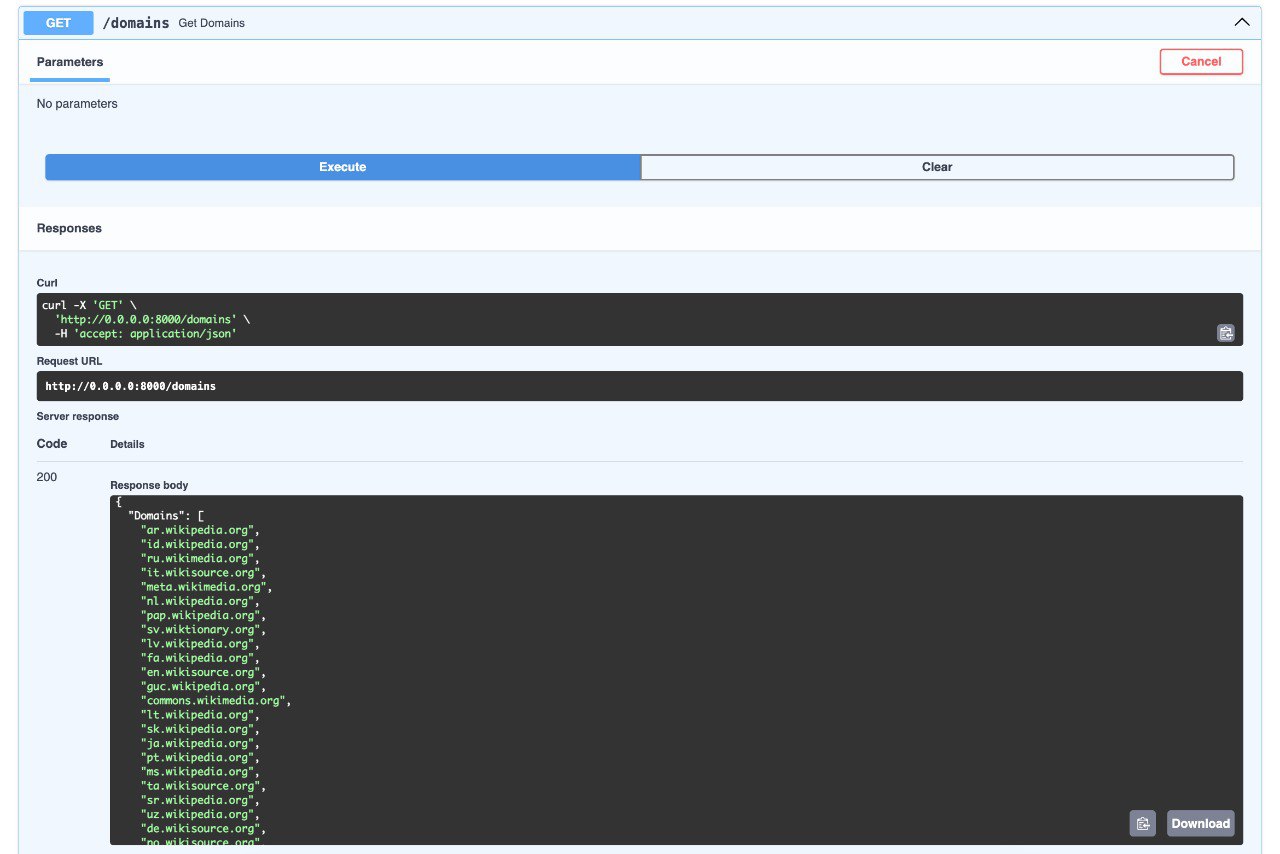 GET /domains Get Domains
Parameters
Cancel
No parameters
Execute
Clear
Responses
Curl
curl -X 'GET' \
  'http://0.0.0.0:8000/domains' \
  -H 'accept: application/json'
Request URL
http://0.0.0.0:8000/domains
Server response
Code Details
200
Response body
{
  "Domains": [
    "ar.wikipedia.org",
    "id.wikipedia.org",
    "ru.wikimedia.org",
    "it.wikisource.org",
    "meta.wikimedia.org",
    "nl.wikipedia.org",
    "pap.wikipedia.org",
    "sv.wiktionary.org",
    "lv.wikipedia.org",
    "fa.wikipedia.org",
    "en.wikisource.org",
    "guc.wikipedia.org",
    "commons.wikimedia.org",
    "lt.wikipedia.org",
    "sk.wikipedia.org",
    "ja.wikipedia.org",
    "pt.wikipedia.org",
    "ms.wikipedia.org",
    "ta.wikisource.org",
    "sr.wikipedia.org",
    "uz.wikipedia.org",
    "de.wikisource.org",
    "no.wikisource.org",
Download